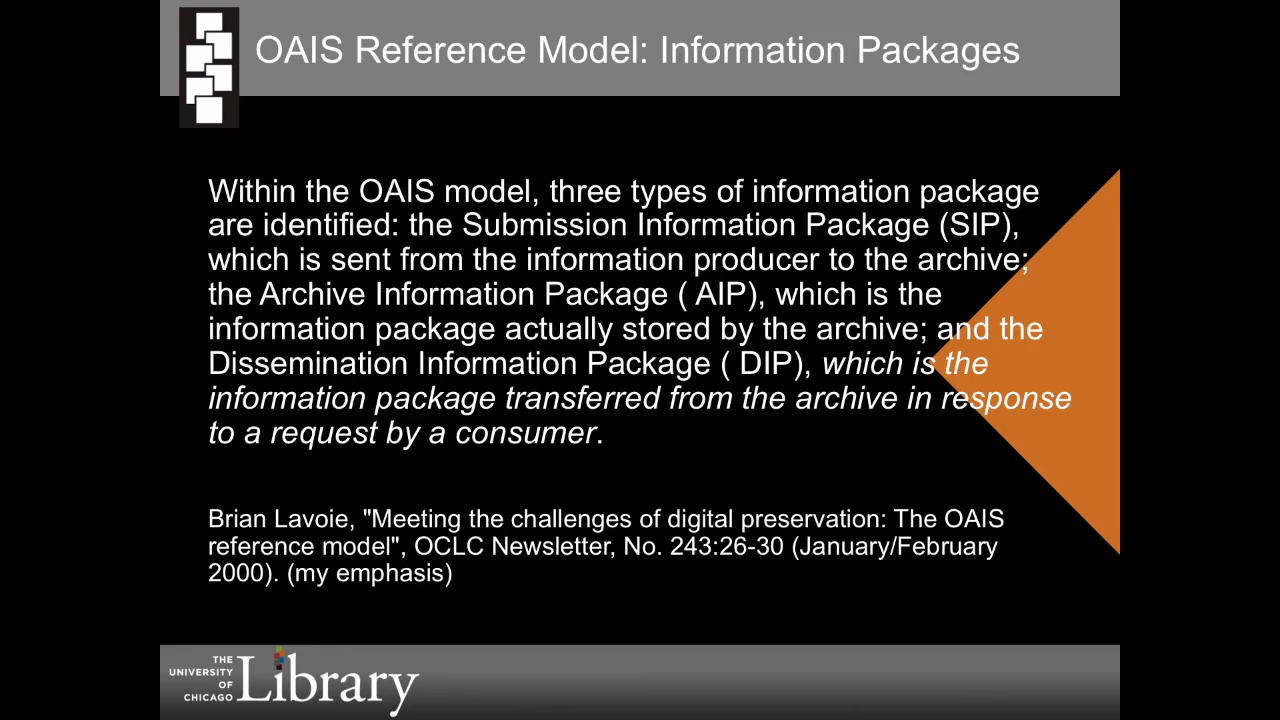 OAIS Reference Model: Information Packages
Within the OAIS model, three types of information package
are identified: the Submission Information Package (SIP),
which is sent from the information producer to the archive;
the Archive Information Package ( AIP), which is the
information package actually stored by the archive; and the
Dissemination Information Package ( DIP), which is the
information package transferred from the archive in response
to a request by a consumer.
Brian Lavoie, "Meeting the challenges of digital preservation: The OAIS
reference model", OCLC Newsletter, No. 243:26-30 (January/February
2000). (my emphasis)
THE
UNIVERSITY
OF
CHICAGO
Library